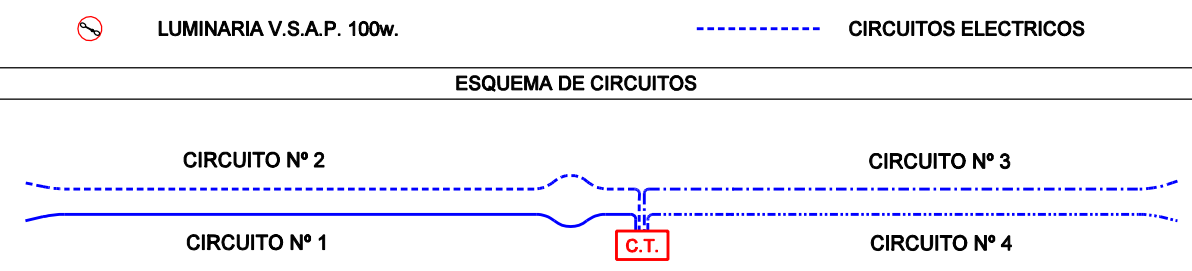 LUMINARIA V.S.A.P. 100w.
CIRCUITOS ELECTRICOS
ESQUEMA DE CIRCUITOS
CIRCUITO Nº 2
CIRCUITO Nº 3
CIRCUITO Nº 1
C.T.
CIRCUITO Nº 4